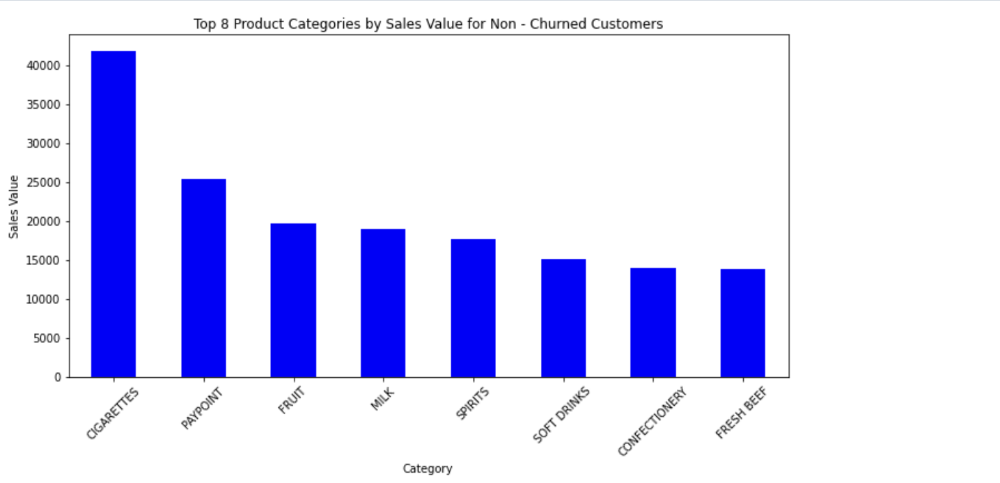 Top 8 Product Categories by Sales Value for Non - Churned Customers
40000
35000
30000
25000
20000
15000
10000
5000
0
Sales Value
CIGARETTES
PAYPOINT
FRUIT
MILK
SPIRITS
SOFT DRINKS
CONFECTIONERY
FRESH BEEF
Category